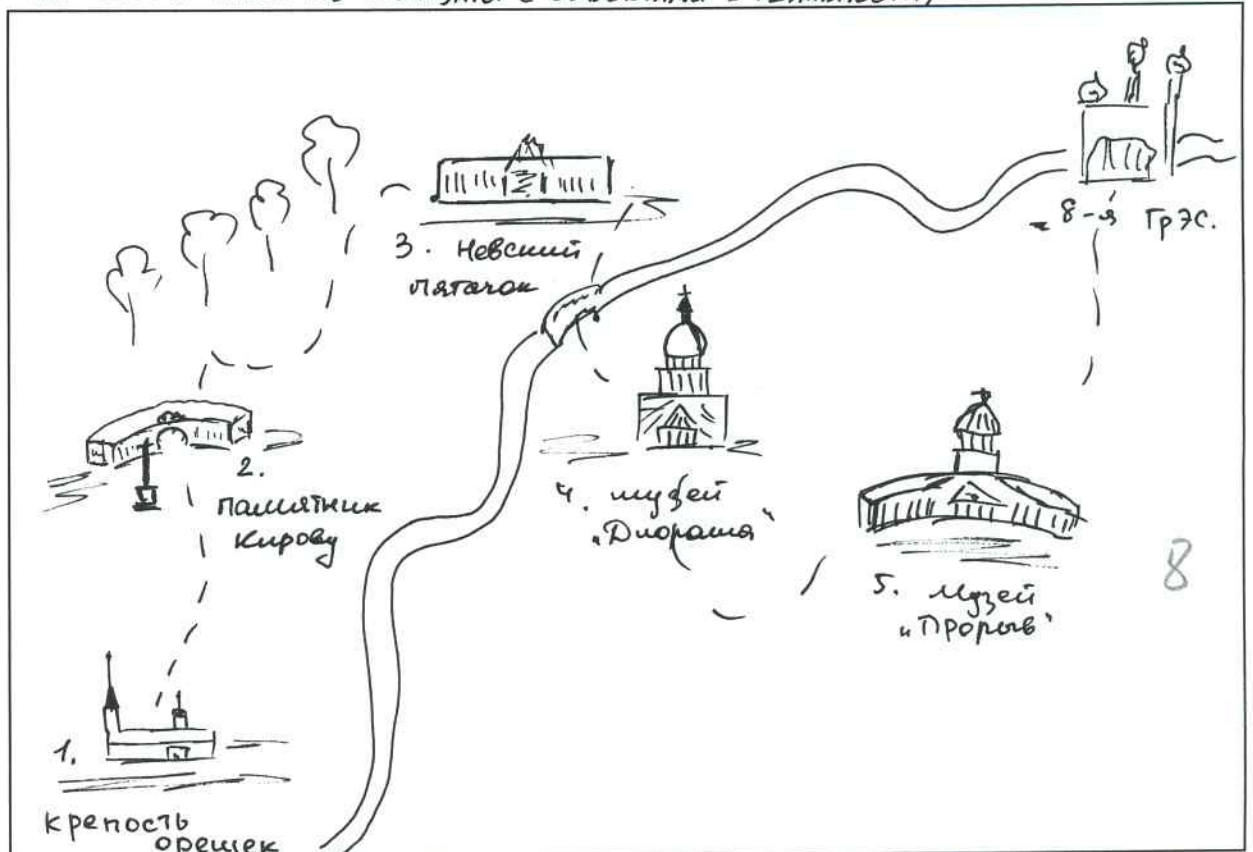 3. Невский
пятачок
8-я ГрЭС.
2.
памятник
Кирову
4. музей
"Диорама"
5. Музей
"Прорыв"
8
1.
крепость
орешек